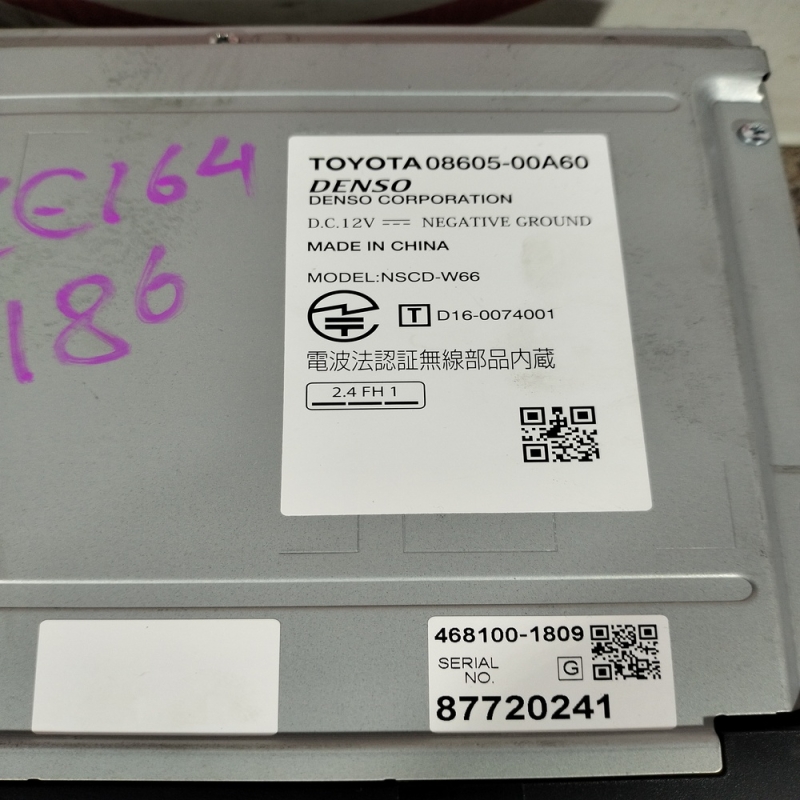 TOYOTA 08605-00A60
DENSO
DENSO CORPORATION
D.C.12V NEGATIVE GROUND
MADE IN CHINA
MODEL:NSCD-W66
T D16-0074001
電波法認証無線部品内蔵
2.4 FH 1
E164
186
468100-1809
SERIAL NO. G
87720241